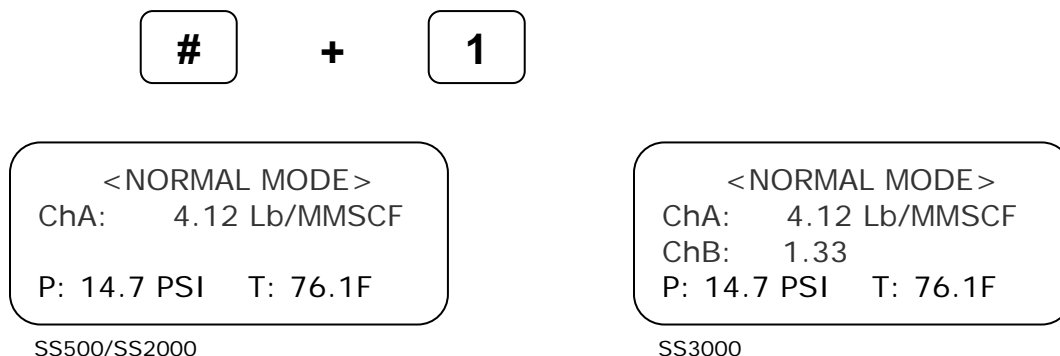 # + 1
<NORMAL MODE>
ChA: 4.12 Lb/MMSCF
P: 14.7 PSI T: 76.1F
SS500/SS2000
<NORMAL MODE>
ChA: 4.12 Lb/MMSCF
ChB: 1.33
P: 14.7 PSI T: 76.1F
SS3000